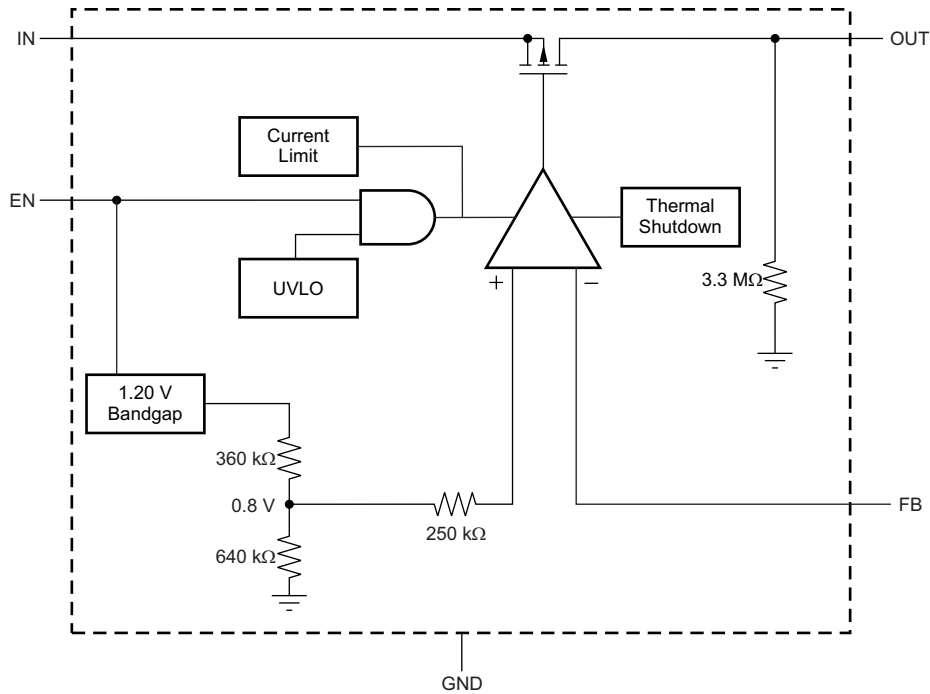 IN
OUT
Current
Limit
EN
Thermal
Shutdown
UVLO
+
−
3.3 MΩ
1.20 V
Bandgap
360 kΩ
0.8 V
250 kΩ
FB
640 kΩ
GND